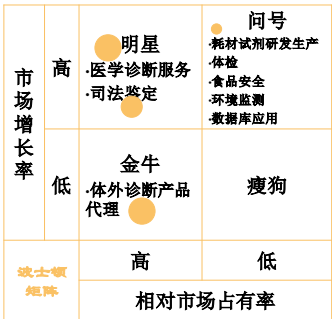 市场增长率
高
明星
·医学诊断服务
·司法鉴定
问号
·耗材试剂研发生产
·体检
·食品安全
·环境监测
·数据库应用
低
金牛
·体外诊断产品
代理
瘦狗
波士顿
矩阵
高
低
相对市场占有率